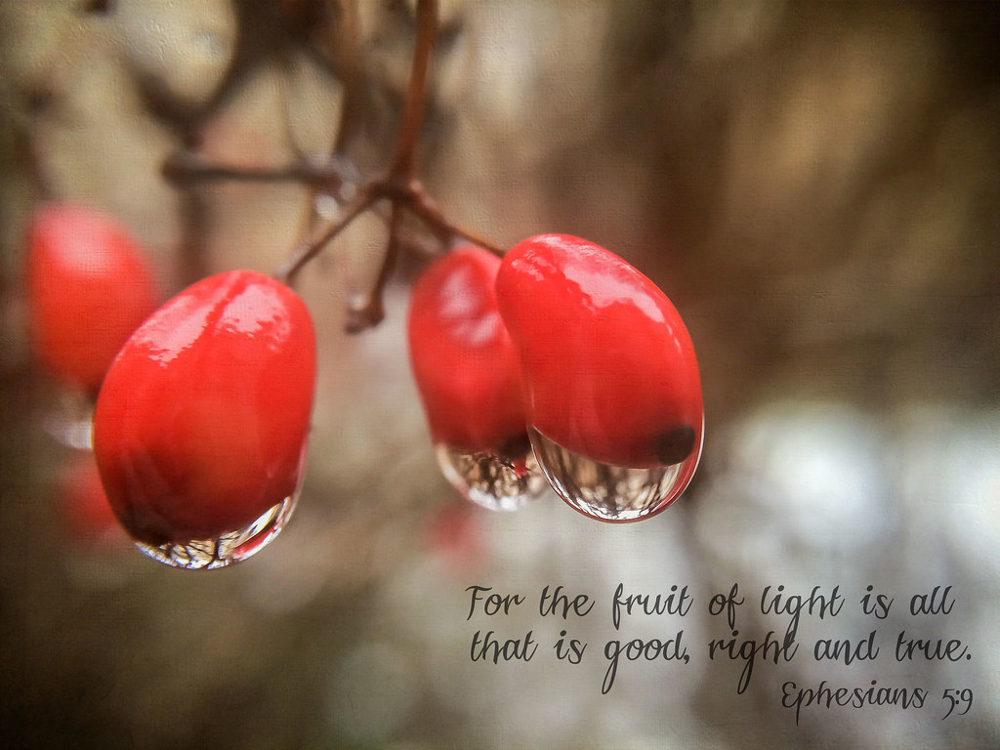 For the fruit of light is all
that is good, right and true.
Ephesians 5:9